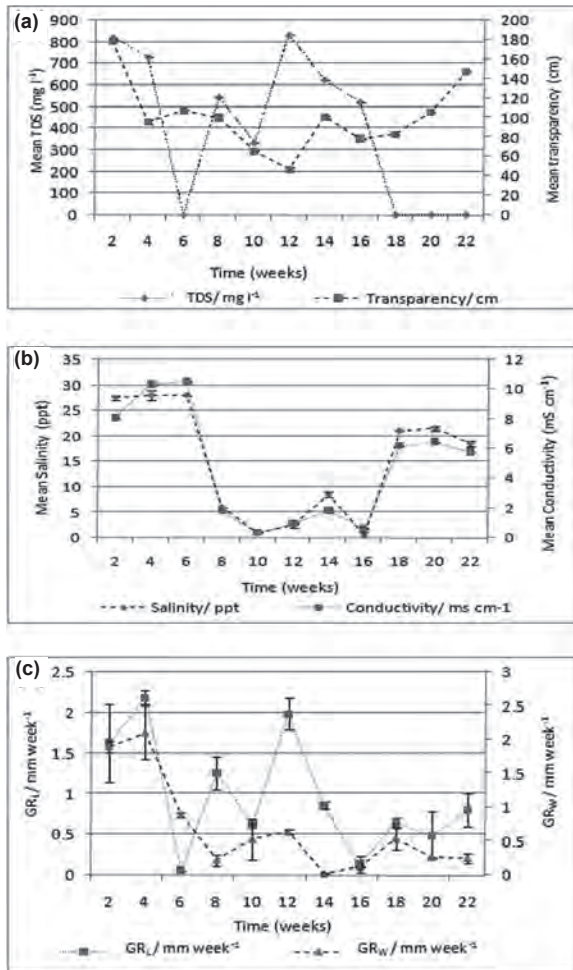 (a)
900 200
800 180
700 160
600 140
500 120
400 100
300 80
200 60
100 40
0 20
0
Mean TDS (mg l⁻¹)
Mean transparency (cm)
2 4 6 8 10 12 14 16 18 20 22
Time (weeks)
TDS/ mg l⁻¹ Transparency/ cm
(b)
35 12
30 10
25 8
20 6
15 4
10 2
5 0
0
Mean Salinity (ppt)
Mean Conductivity (mS cm⁻¹)
2 4 6 8 10 12 14 16 18 20 22
Time (weeks)
Salinity/ ppt Conductivity/ ms cm-1
(c)
2.5 3
2 2.5
1.5 2
1 1.5
0.5 1
0 0.5
0
GR_L/ mm week⁻¹
GR_W/ mm week⁻¹
2 4 6 8 10 12 14 16 18 20 22
Time (weeks)
GR_L/ mm week⁻¹ GR_W/ mm week⁻¹